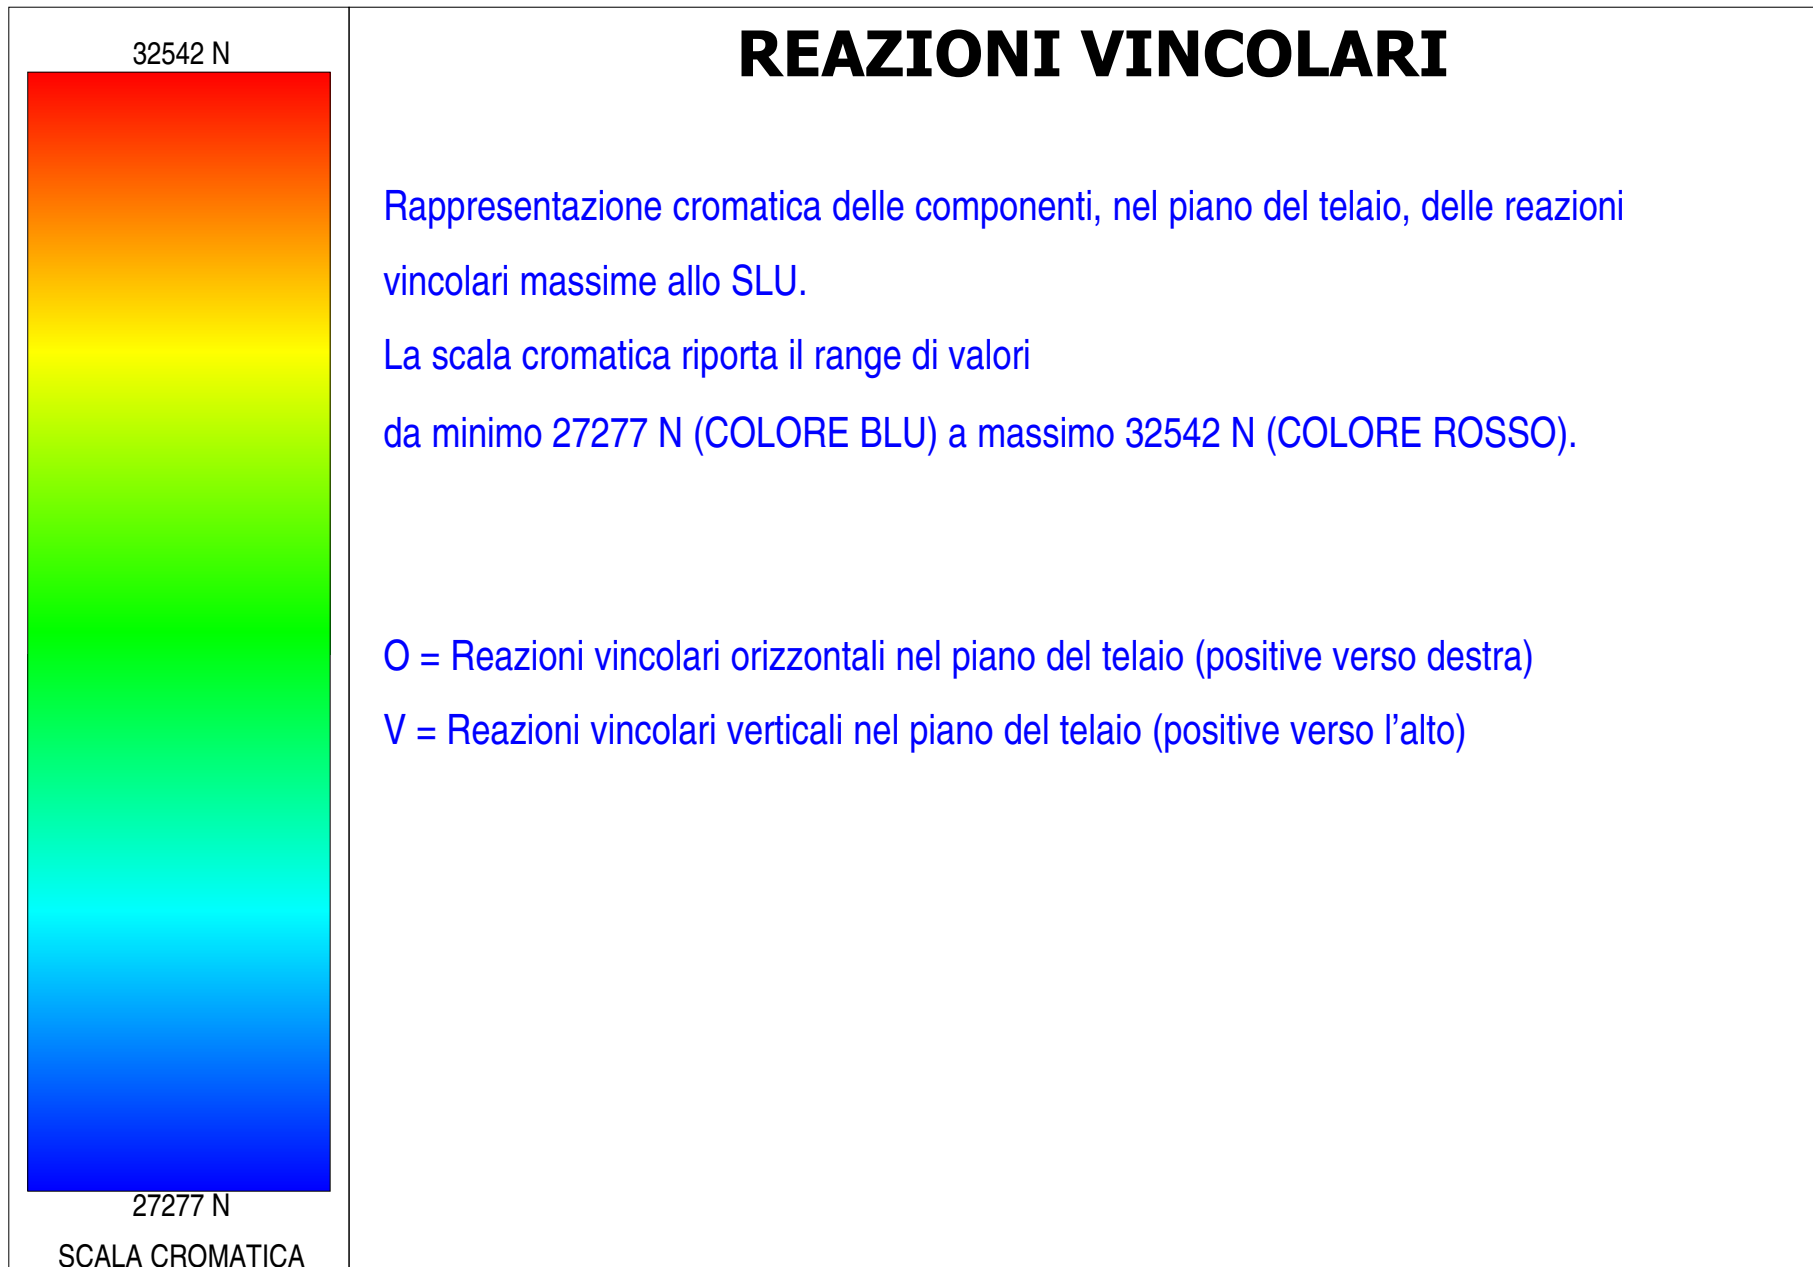 32542 N
REAZIONI VINCOLARI
Rappresentazione cromatica delle componenti, nel piano del telaio, delle reazioni
vincolari massime allo SLU.
La scala cromatica riporta il range di valori
da minimo 27277 N (COLORE BLU) a massimo 32542 N (COLORE ROSSO).
O = Reazioni vincolari orizzontali nel piano del telaio (positive verso destra)
V = Reazioni vincolari verticali nel piano del telaio (positive verso l'alto)
27277 N
SCALA CROMATICA